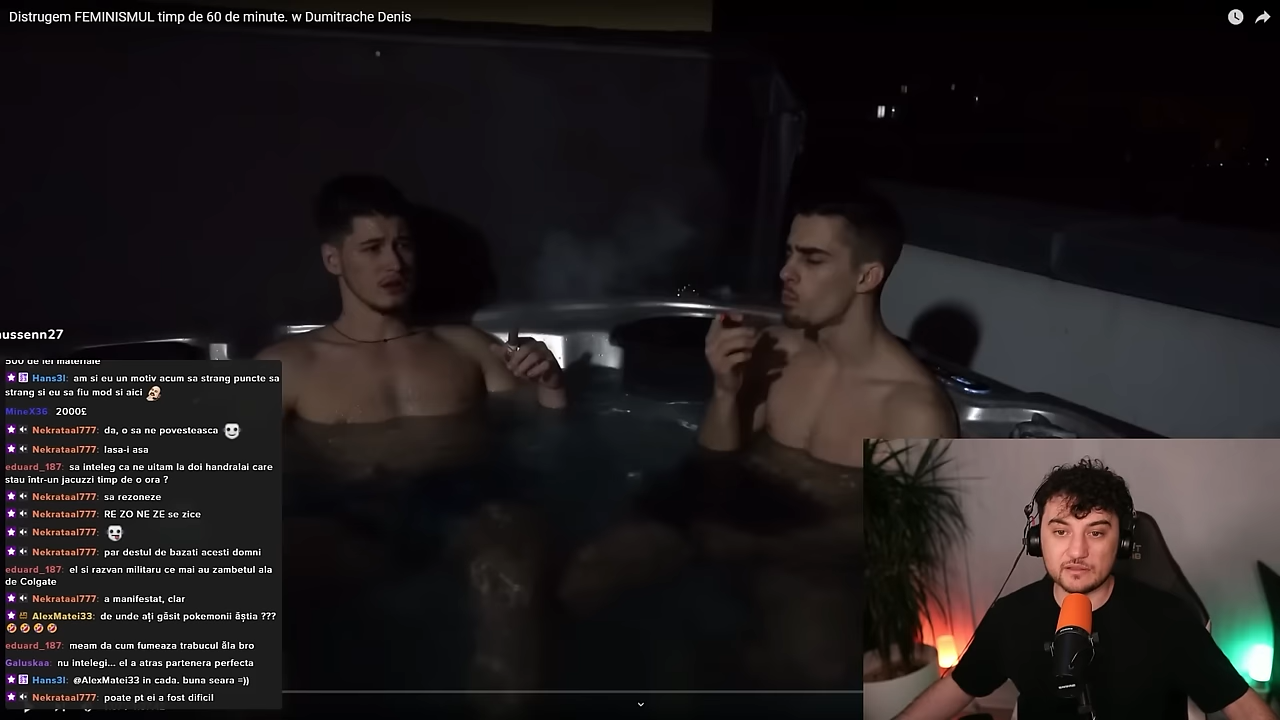 Distrugem FEMINISMUL timp de 60 de minute. w Dumitrache Denis
ussenn27
500 de lei materiale
Hans3l: am si eu un motiv acum sa strang puncte sa
strang si eu sa fiu mod si aici
MineX36 2000£
Nekrataal777: da, o sa ne povesteasca
Nekrataal777: lasa-i asa
eduard_187: sa inteleg ca ne uitam la doi handralai care
stau într-un jacuzzi timp de o ora ?
Nekrataal777: sa rezoneze
Nekrataal777: RE ZO NE ZE se zice
Nekrataal777:
Nekrataal777: par destul de bazati acesti domni
eduard_187: el si razvan militaru ce mai au zambetul ala
de Colgate
Nekrataal777: a manifestat, clar
AlexMatei33: de unde ați găsit pokemonii ăștia ???
eduard_187: meam da cum fumeaza trabucul ăla bro
Galuskaa: nu intelegi... el a atras partenera perfecta
Hans3l: @AlexMatei33 in cada. buna seara =))
Nekrataal777: poate pt ei a fost dificil